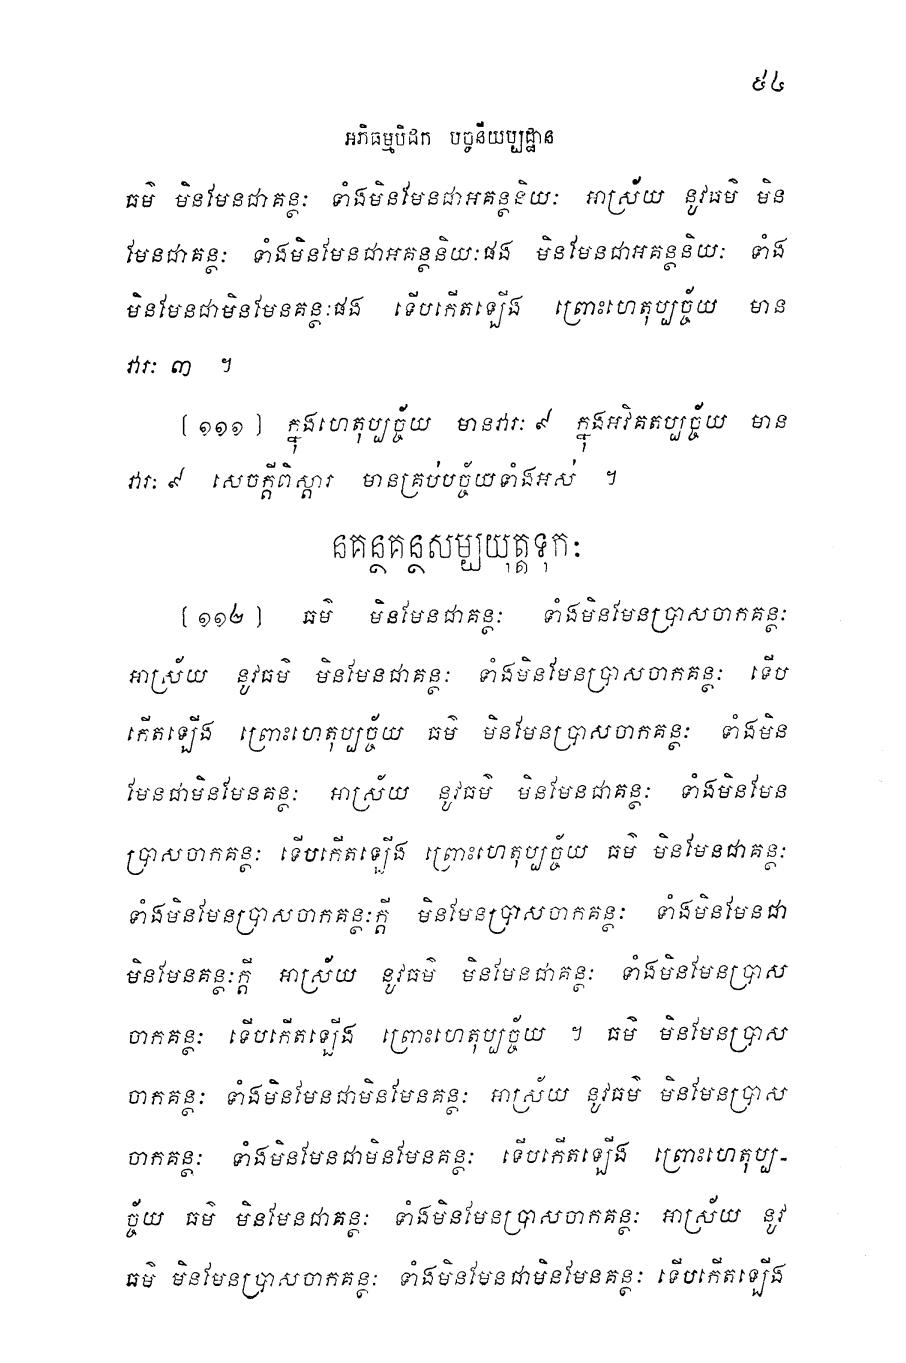 ៩៤
អភិធម្មបិដក បច្ចនីយប្បដ្ឋាន
ធម៌ មិនមែនជាគន្ថៈ ទាំងមិនមែនជាអគន្ថនិយៈ អាស្រ័យ នូវធម៌ មិន
មែនជាគន្ថៈ ទាំងមិនមែនជាអគន្ថនិយៈផង មិនមែនជាអគន្ថនិយៈ ទាំង
មិនមែនជាមិនមែនគន្ថៈផង ទើបកើតឡើង ព្រោះហេតុប្បច្ច័យ មាន
វារៈ ៣ ។
[១១១] ក្នុងហេតុប្បច្ច័យ មានវារៈ ៩ ក្នុងអវិគតប្បច្ច័យ មាន
វារៈ ៩ សេចក្តីពិស្តារ មានគ្រប់បច្ច័យទាំងអស់ ។
នគន្ថគន្ថសម្បយុត្តទុកៈ
[១១២] ធម៌ មិនមែនជាគន្ថៈ ទាំងមិនមែនប្រាសចាកគន្ថៈ
អាស្រ័យ នូវធម៌ មិនមែនជាគន្ថៈ ទាំងមិនមែនប្រាសចាកគន្ថៈ ទើប
កើតឡើង ព្រោះហេតុប្បច្ច័យ ធម៌ មិនមែនប្រាសចាកគន្ថៈ ទាំងមិន
មែនជាមិនមែនគន្ថៈ អាស្រ័យ នូវធម៌ មិនមែនជាគន្ថៈ ទាំងមិនមែន
ប្រាសចាកគន្ថៈ ទើបកើតឡើង ព្រោះហេតុប្បច្ច័យ ធម៌ មិនមែនជាគន្ថៈ
ទាំងមិនមែនប្រាសចាកគន្ថៈក្តី មិនមែនប្រាសចាកគន្ថៈ ទាំងមិនមែនជា
មិនមែនគន្ថៈក្តី អាស្រ័យ នូវធម៌ មិនមែនជាគន្ថៈ ទាំងមិនមែនប្រាស
ចាកគន្ថៈ ទើបកើតឡើង ព្រោះហេតុប្បច្ច័យ ។ ធម៌ មិនមែនប្រាស
ចាកគន្ថៈ ទាំងមិនមែនជាមិនមែនគន្ថៈ អាស្រ័យ នូវធម៌ មិនមែនប្រាស
ចាកគន្ថៈ ទាំងមិនមែនជាមិនមែនគន្ថៈ ទើបកើតឡើង ព្រោះហេតុប្ប-
ច្ច័យ ធម៌ មិនមែនជាគន្ថៈ ទាំងមិនមែនប្រាសចាកគន្ថៈ អាស្រ័យ នូវ
ធម៌ មិនមែនប្រាសចាកគន្ថៈ ទាំងមិនមែនជាមិនមែនគន្ថៈ ទើបកើតឡើង